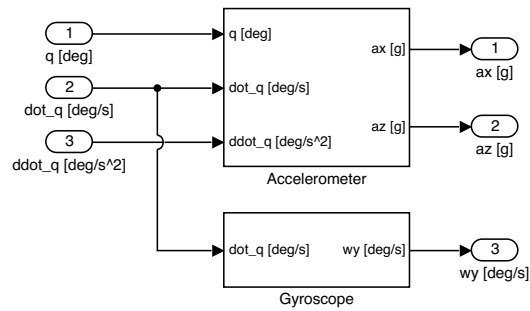 1
q [deg]
2
dot_q [deg/s]
3
ddot_q [deg/s^2]
q [deg]
dot_q [deg/s]
ddot_q [deg/s^2]
ax [g]
az [g]
Accelerometer
1
ax [g]
2
az [g]
dot_q [deg/s]
wy [deg/s]
Gyroscope
3
wy [deg/s]